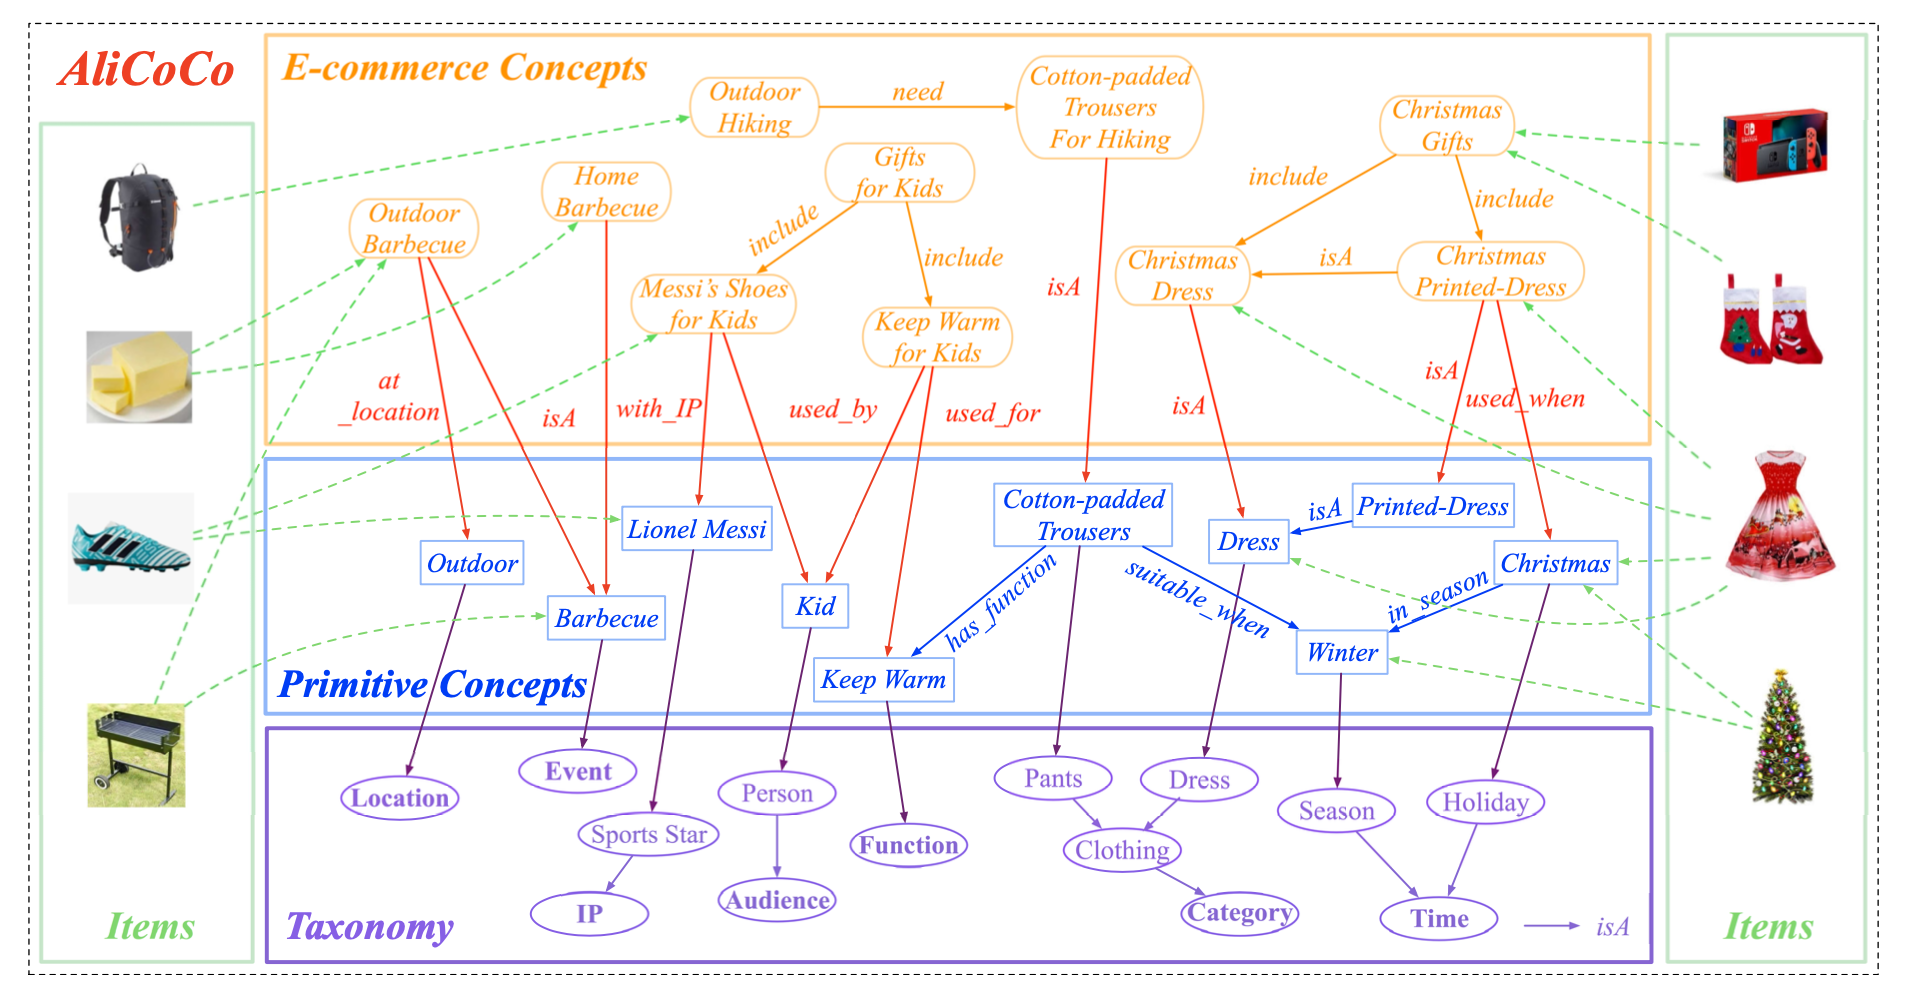 AliCoCo
E-commerce Concepts
Outdoor
Hiking
need
Cotton-padded
Trousers
For Hiking
Christmas
Gifts
Gifts
for Kids
Home
Barbecue
Outdoor
Barbecue
include
include
include
include
Messi's Shoes
for Kids
Keep Warm
for Kids
isA
Christmas
Dress
isA
Christmas
Printed-Dress
at
_location
isA
with_IP
used_by
used_for
isA
isA
used_when
Cotton-padded
Trousers
Printed-Dress
isA
Lionel Messi
Dress
Outdoor
Christmas
Barbecue
Kid
has_function
suitable_when
in_season
Winter
Keep Warm
Primitive Concepts
Location
Event
Person
Pants
Dress
Season
Holiday
Sports Star
Function
Clothing
IP
Audience
Category
Time
isA
Taxonomy
Items
Items